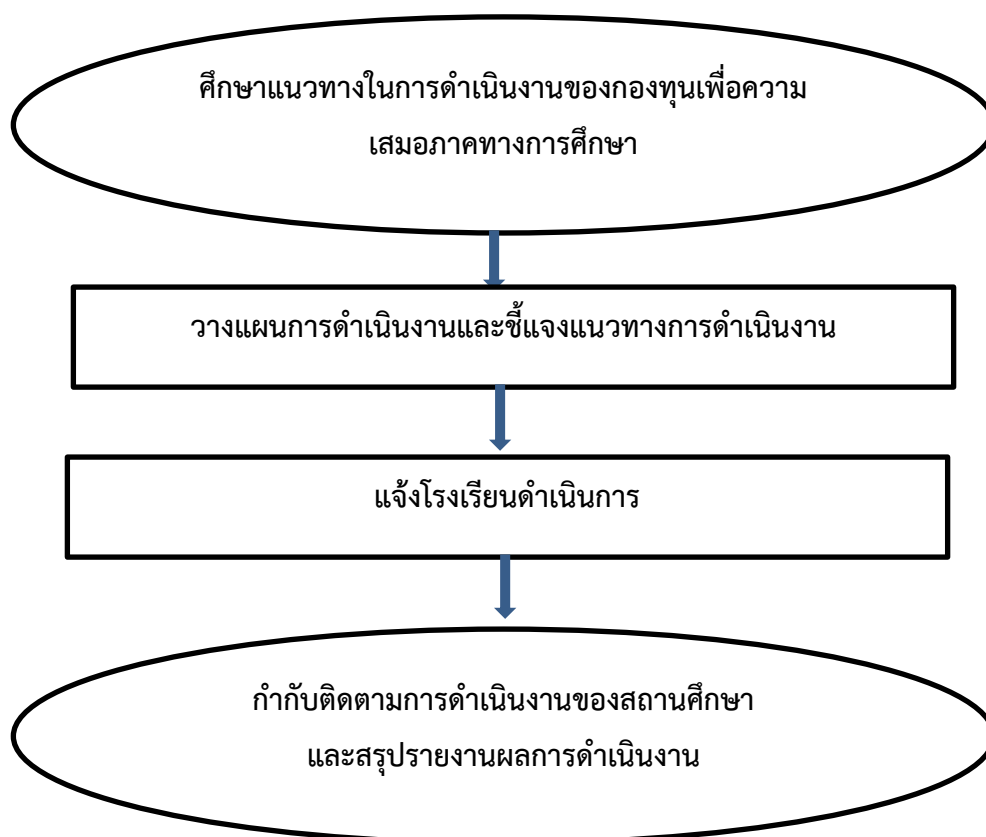 ศึกษาแนวทางในการดำเนินงานของกองทุนเพื่อความ
เสมอภาคทางการศึกษา
วางแผนการดำเนินงานและชี้แจงแนวทางการดำเนินงาน
แจ้งโรงเรียนดำเนินการ
กำกับติดตามการดำเนินงานของสถานศึกษา
และสรุปรายงานผลการดำเนินงาน